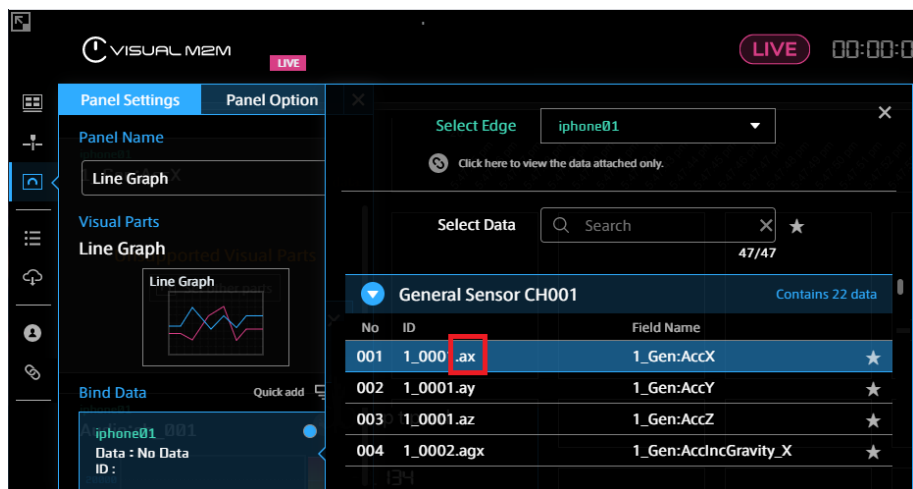 VISUAL M2M
LIVE
LIVE
00:00:0
Panel Settings
Panel Option
Panel Name
Line Graph
Visual Parts
Line Graph
Line Graph
Bind Data
Quick add
iphone01
Data : No Data
ID :
Select Edge
iphone01
Click here to view the data attached only.
Select Data
Search
47/47
General Sensor CH001
Contains 22 data
No ID Field Name
001 1_0001.ax 1_Gen:AccX
002 1_0001.ay 1_Gen:AccY
003 1_0001.az 1_Gen:AccZ
004 1_0002.agx 1_Gen:AccIncGravity_X